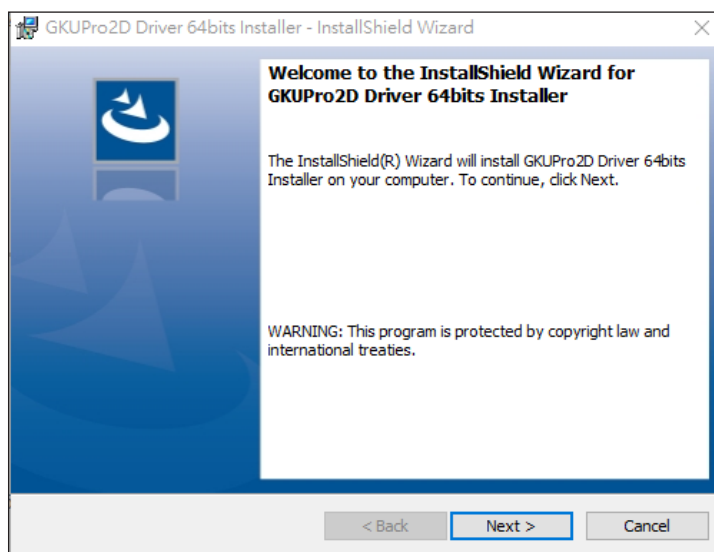 GKUPro2D Driver 64bits Installer - InstallShield Wizard
Welcome to the InstallShield Wizard for
GKUPro2D Driver 64bits Installer
The InstallShield(R) Wizard will install GKUPro2D Driver 64bits
Installer on your computer. To continue, click Next.
WARNING: This program is protected by copyright law and
international treaties.
< Back Next > Cancel